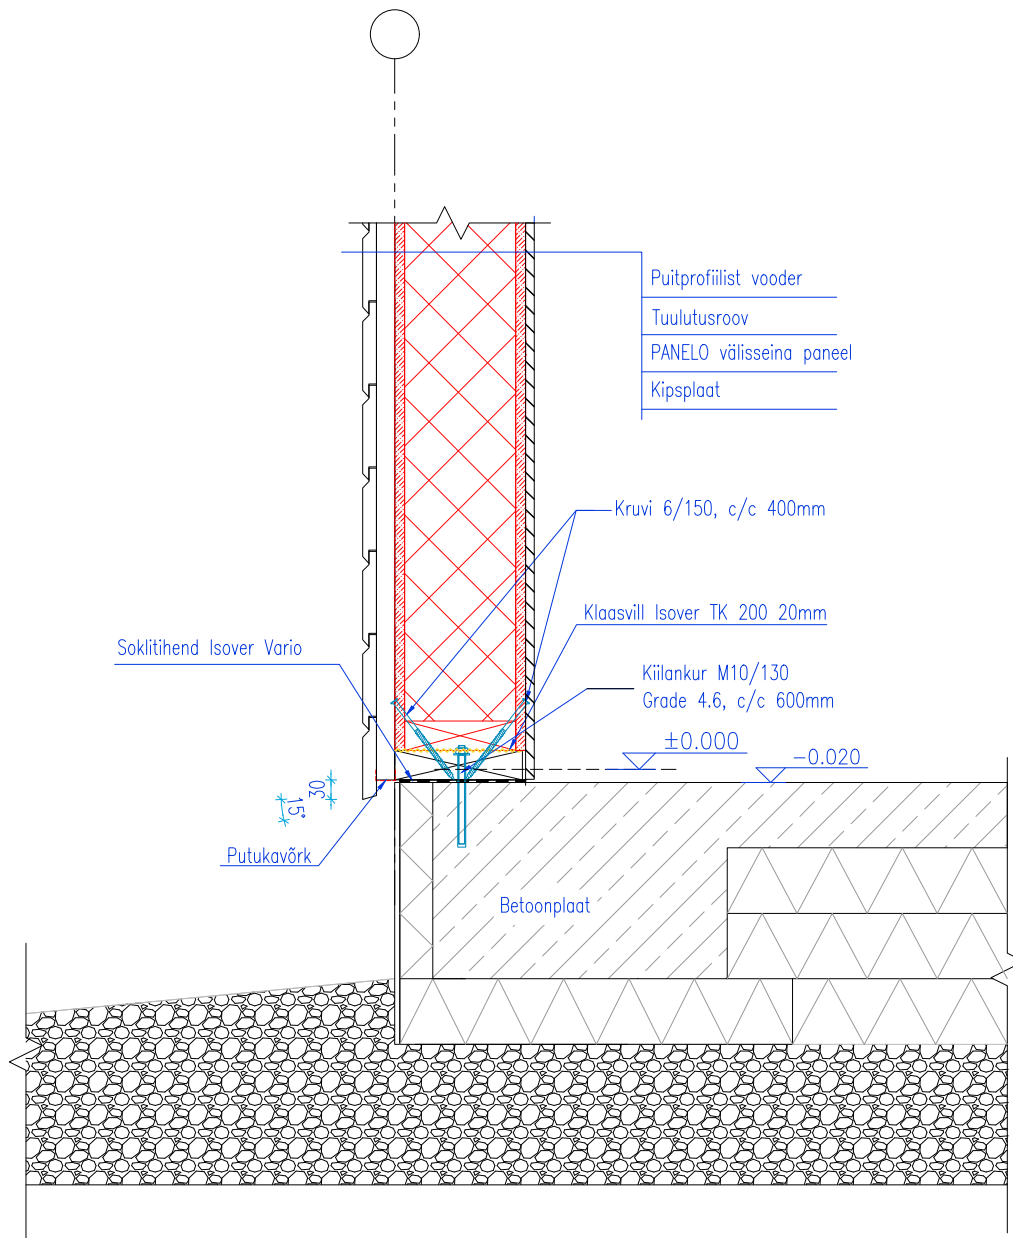 Puitprofiilist vooder
Tuulutusroov
PANELO välisseina paneel
Kipsplaat
Kruvi 6/150, c/c 400mm
Klaasvill Isover TK 200 20mm
Soklitihend Isover Vario
Kiilankur M10/130
Grade 4.6, c/c 600mm
±0.000
-0.020
30
15°
Putukavõrk
Betoonplaat